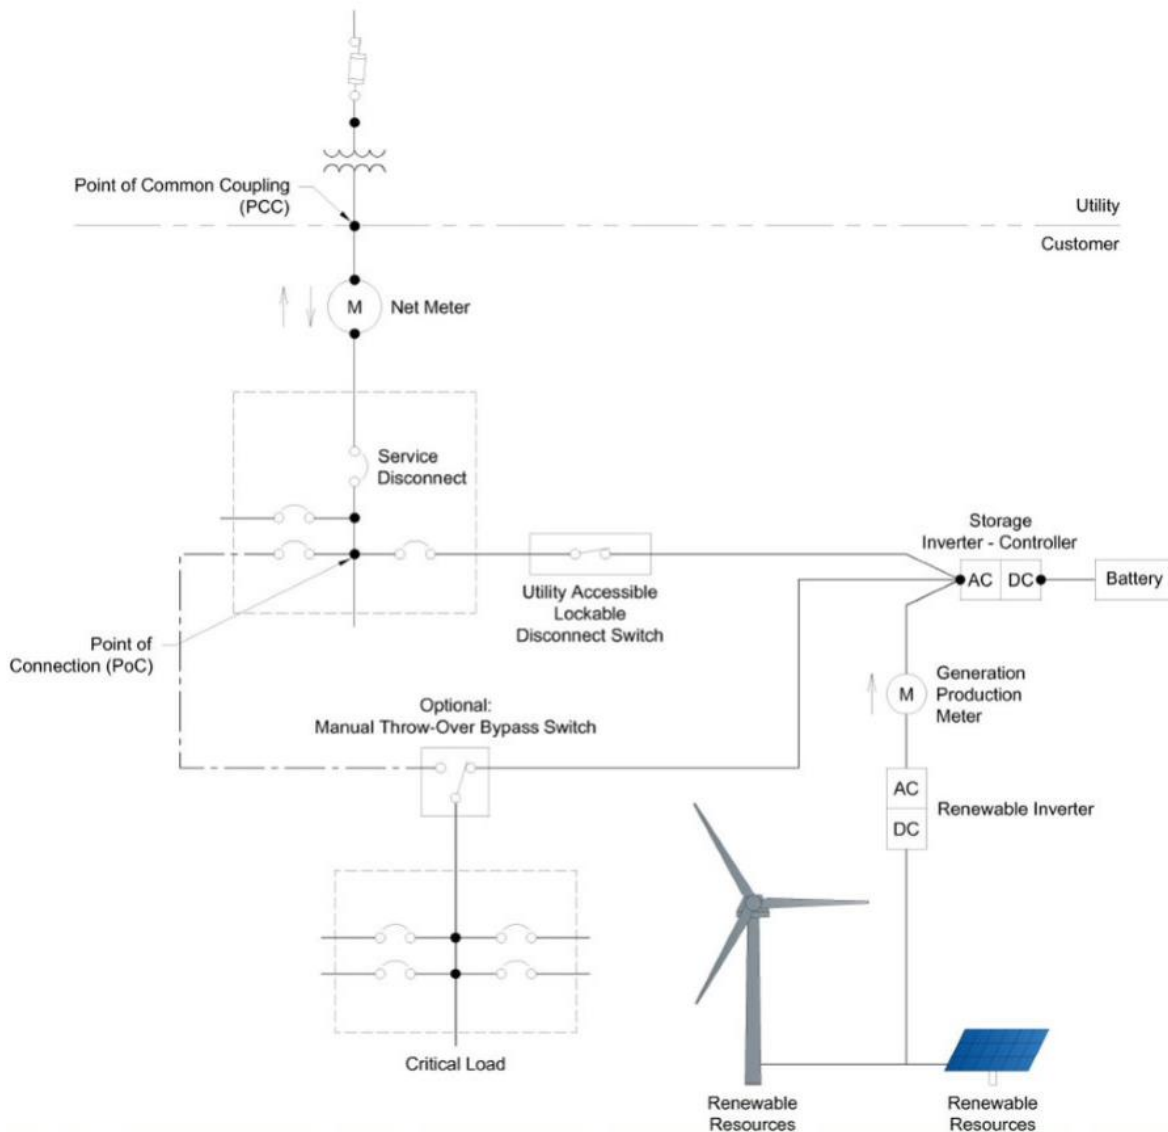 Point of Common Coupling
(PCC)
Utility
Customer
M
Net Meter
Service
Disconnect
Storage
Inverter - Controller
AC
DC
Battery
Utility Accessible
Lockable
Disconnect Switch
Point of
Connection (PoC)
M
Generation
Production
Meter
Optional:
Manual Throw-Over Bypass Switch
AC
DC
Renewable Inverter
Critical Load
Renewable
Resources
Renewable
Resources